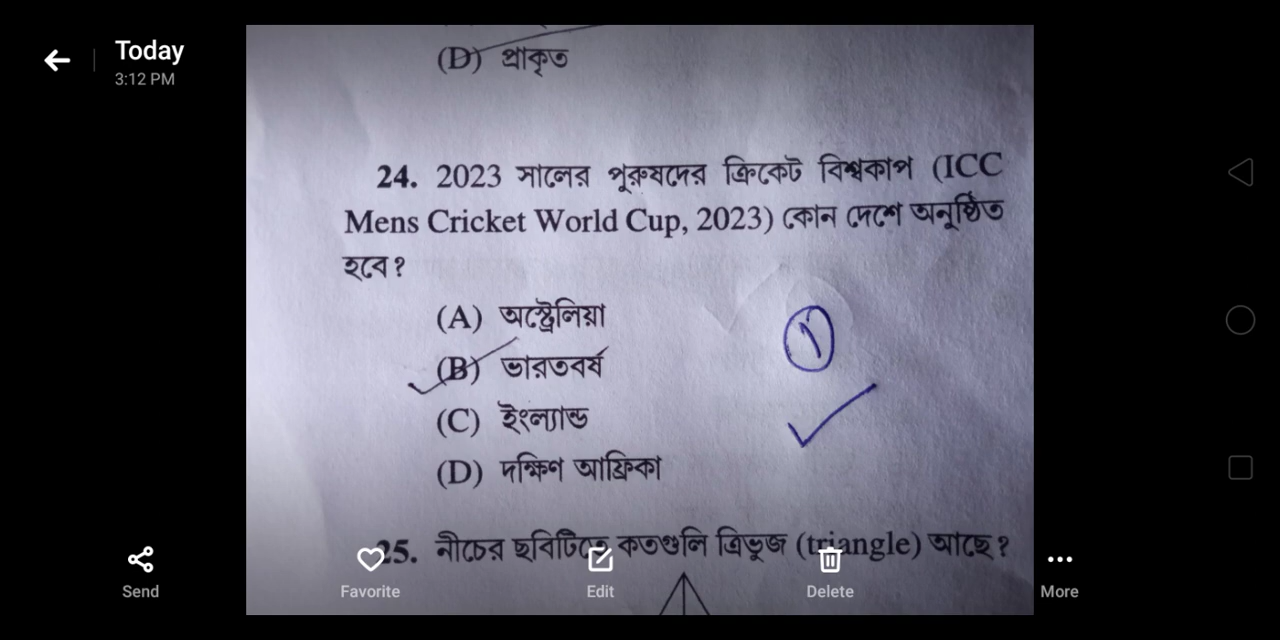 Today
3:12 PM
(D) প্রাকৃত
24. 2023 সালের পুরুষদের ক্রিকেট বিশ্বকাপ (ICC
Mens Cricket World Cup, 2023) কোন দেশে অনুষ্ঠিত
হবে?
(A) অস্ট্রেলিয়া
(B) ভারতবর্ষ
(C) ইংল্যান্ড
(D) দক্ষিণ আফ্রিকা
25. নীচের ছবিটিতে কতগুলি ত্রিভুজ (triangle) আছে?
Send Favorite Edit Delete More